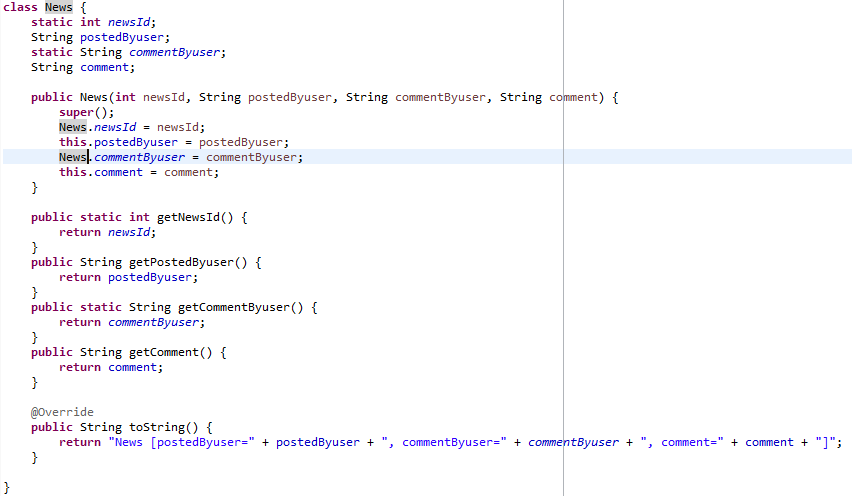 class News {
    static int newsId;
    String postedByuser;
    static String commentByuser;
    String comment;

    public News(int newsId, String postedByuser, String commentByuser, String comment) {
        super();
        News.newsId = newsId;
        this.postedByuser = postedByuser;
        News.commentByuser = commentByuser;
        this.comment = comment;
    }

    public static int getNewsId() {
        return newsId;
    }
    public String getPostedByuser() {
        return postedByuser;
    }
    public static String getCommentByuser() {
        return commentByuser;
    }
    public String getComment() {
        return comment;
    }

    @Override
    public String toString() {
        return "News [postedByuser=" + postedByuser + ", commentByuser=" + commentByuser + ", comment=" + comment + "]";
    }

}